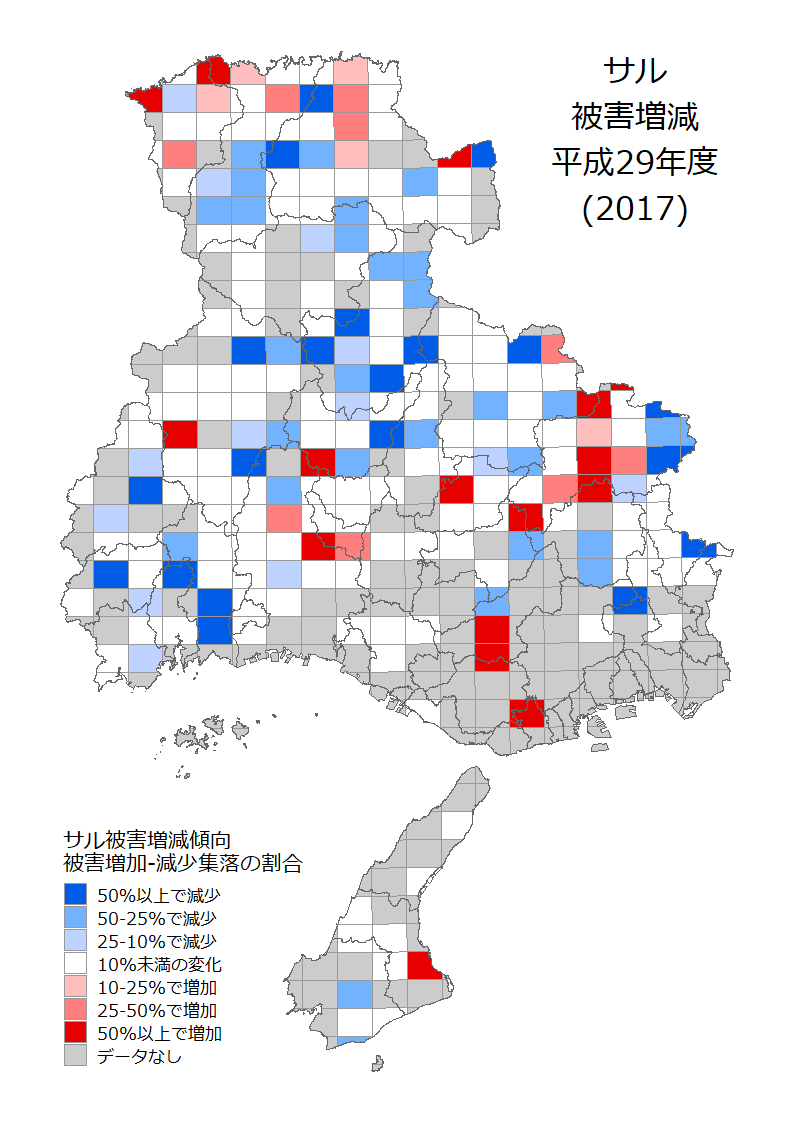 サル
被害増減
平成29年度
(2017)
サル被害増減傾向
被害増加-減少集落の割合
50%以上で減少
50-25%で減少
25-10%で減少
10%未満の変化
10-25%で増加
25-50%で増加
50%以上で増加
データなし